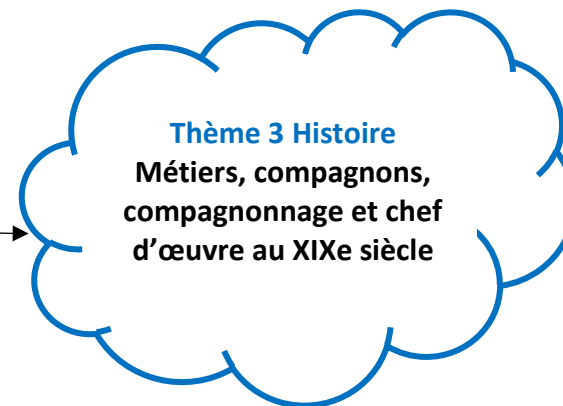 Thème 3 Histoire
Métiers, compagnons,
compagnonnage et chef
d’œuvre au XIXe siècle